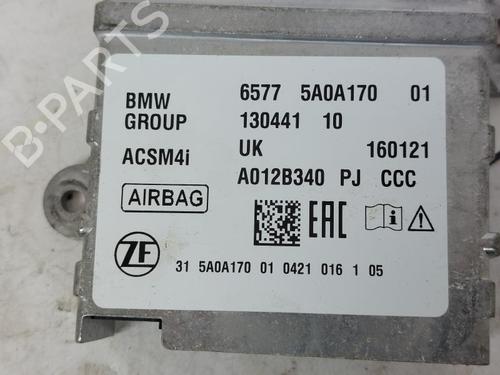 BMW GROUP
6577 5A0A170 01
130441 10
ACSM4i
UK 160121
A012B340 PJ CCC
AIRBAG
EAC
ZF
31 5A0A170 01 0421 016 1 05